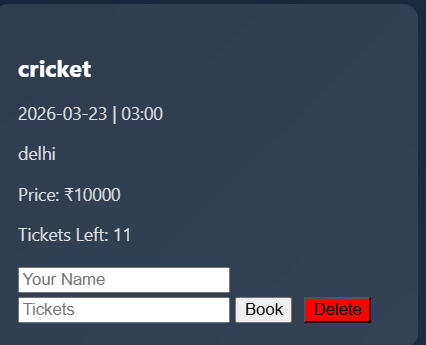 cricket
2026-03-23 | 03:00
delhi
Price: ₹10000
Tickets Left: 11
Your Name
Tickets Book Delete